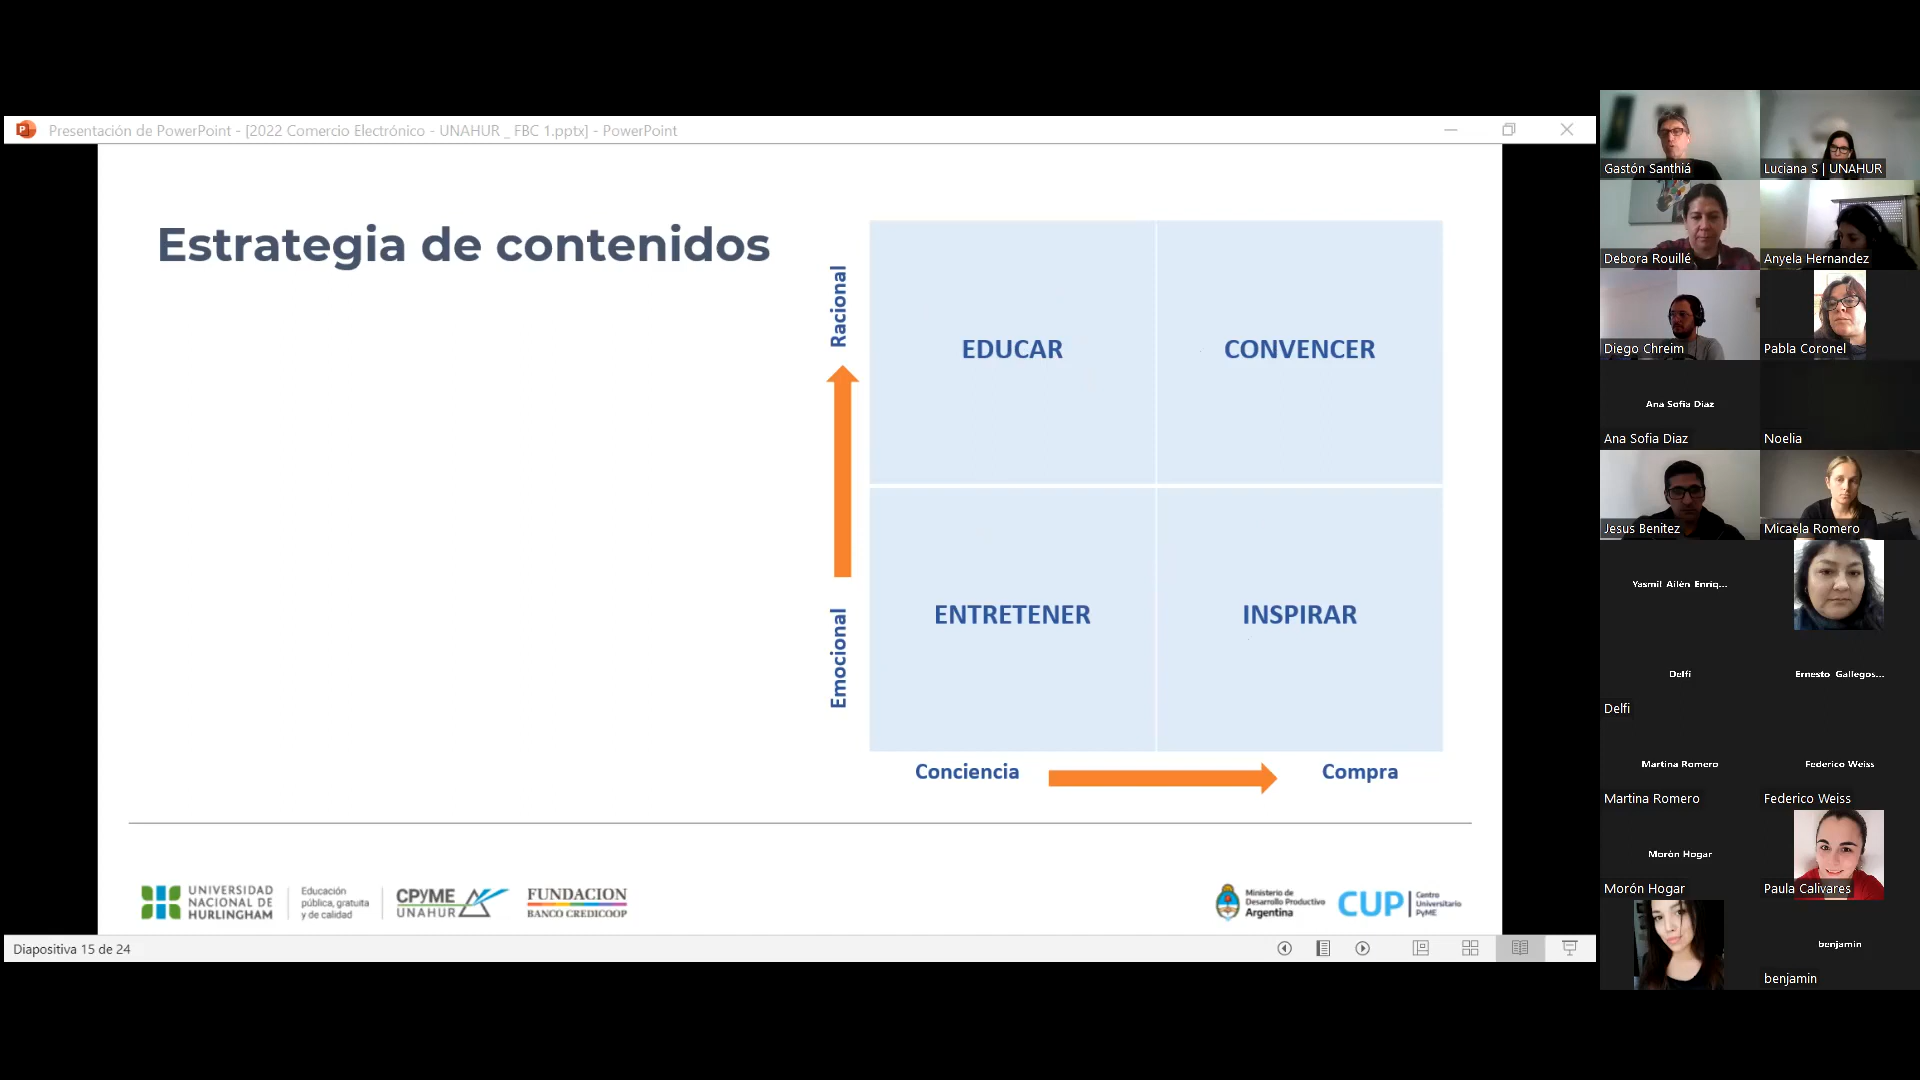 Presentación de PowerPoint - [2022 Comercio Electrónico - UNAHUR _ FBC 1.pptx] - PowerPoint
Estrategia de contenidos
Racional
Emocional
EDUCAR
CONVENCER
ENTRETENER
INSPIRAR
Conciencia
Compra
UNIVERSIDAD
NACIONAL DE
HURLINGHAM
Educación
pública, gratuita
y de calidad
CPYME
UNAHUR
FUNDACION
BANCO CREDICOOP
Ministerio de
Desarrollo Productivo
Argentina
CUP
Centro
Universitario
PyME
Diapositiva 15 de 24
Gastón Santhiá
Luciana S | UNAHUR
Debora Rouillé
Anyela Hernandez
Diego Chreim
Pabla Coronel
Ana Sofia Diaz
Ana Sofia Diaz
Noelia
Jesus Benitez
Micaela Romero
Yasmil Ailén Enriq...
Delfi
Ernesto Gallegos...
Delfi
Martina Romero
Federico Weiss
Martina Romero
Federico Weiss
Morón Hogar
Morón Hogar
Paula Calivares
benjamin
benjamin